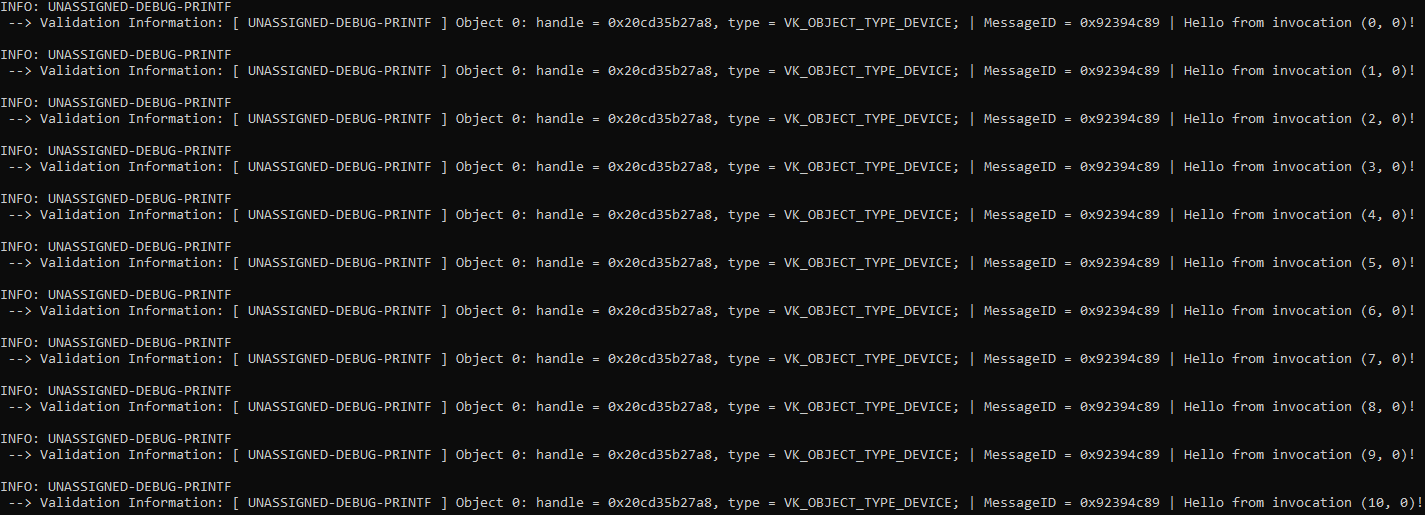 INFO: UNASSIGNED-DEBUG-PRINTF
--> Validation Information: [ UNASSIGNED-DEBUG-PRINTF ] Object 0: handle = 0x20cd35b27a8, type = VK_OBJECT_TYPE_DEVICE; | MessageID = 0x92394c89 | Hello from invocation (0, 0)!
INFO: UNASSIGNED-DEBUG-PRINTF
--> Validation Information: [ UNASSIGNED-DEBUG-PRINTF ] Object 0: handle = 0x20cd35b27a8, type = VK_OBJECT_TYPE_DEVICE; | MessageID = 0x92394c89 | Hello from invocation (1, 0)!
INFO: UNASSIGNED-DEBUG-PRINTF
--> Validation Information: [ UNASSIGNED-DEBUG-PRINTF ] Object 0: handle = 0x20cd35b27a8, type = VK_OBJECT_TYPE_DEVICE; | MessageID = 0x92394c89 | Hello from invocation (2, 0)!
INFO: UNASSIGNED-DEBUG-PRINTF
--> Validation Information: [ UNASSIGNED-DEBUG-PRINTF ] Object 0: handle = 0x20cd35b27a8, type = VK_OBJECT_TYPE_DEVICE; | MessageID = 0x92394c89 | Hello from invocation (3, 0)!
INFO: UNASSIGNED-DEBUG-PRINTF
--> Validation Information: [ UNASSIGNED-DEBUG-PRINTF ] Object 0: handle = 0x20cd35b27a8, type = VK_OBJECT_TYPE_DEVICE; | MessageID = 0x92394c89 | Hello from invocation (4, 0)!
INFO: UNASSIGNED-DEBUG-PRINTF
--> Validation Information: [ UNASSIGNED-DEBUG-PRINTF ] Object 0: handle = 0x20cd35b27a8, type = VK_OBJECT_TYPE_DEVICE; | MessageID = 0x92394c89 | Hello from invocation (5, 0)!
INFO: UNASSIGNED-DEBUG-PRINTF
--> Validation Information: [ UNASSIGNED-DEBUG-PRINTF ] Object 0: handle = 0x20cd35b27a8, type = VK_OBJECT_TYPE_DEVICE; | MessageID = 0x92394c89 | Hello from invocation (6, 0)!
INFO: UNASSIGNED-DEBUG-PRINTF
--> Validation Information: [ UNASSIGNED-DEBUG-PRINTF ] Object 0: handle = 0x20cd35b27a8, type = VK_OBJECT_TYPE_DEVICE; | MessageID = 0x92394c89 | Hello from invocation (7, 0)!
INFO: UNASSIGNED-DEBUG-PRINTF
--> Validation Information: [ UNASSIGNED-DEBUG-PRINTF ] Object 0: handle = 0x20cd35b27a8, type = VK_OBJECT_TYPE_DEVICE; | MessageID = 0x92394c89 | Hello from invocation (8, 0)!
INFO: UNASSIGNED-DEBUG-PRINTF
--> Validation Information: [ UNASSIGNED-DEBUG-PRINTF ] Object 0: handle = 0x20cd35b27a8, type = VK_OBJECT_TYPE_DEVICE; | MessageID = 0x92394c89 | Hello from invocation (9, 0)!
INFO: UNASSIGNED-DEBUG-PRINTF
--> Validation Information: [ UNASSIGNED-DEBUG-PRINTF ] Object 0: handle = 0x20cd35b27a8, type = VK_OBJECT_TYPE_DEVICE; | MessageID = 0x92394c89 | Hello from invocation (10, 0)!